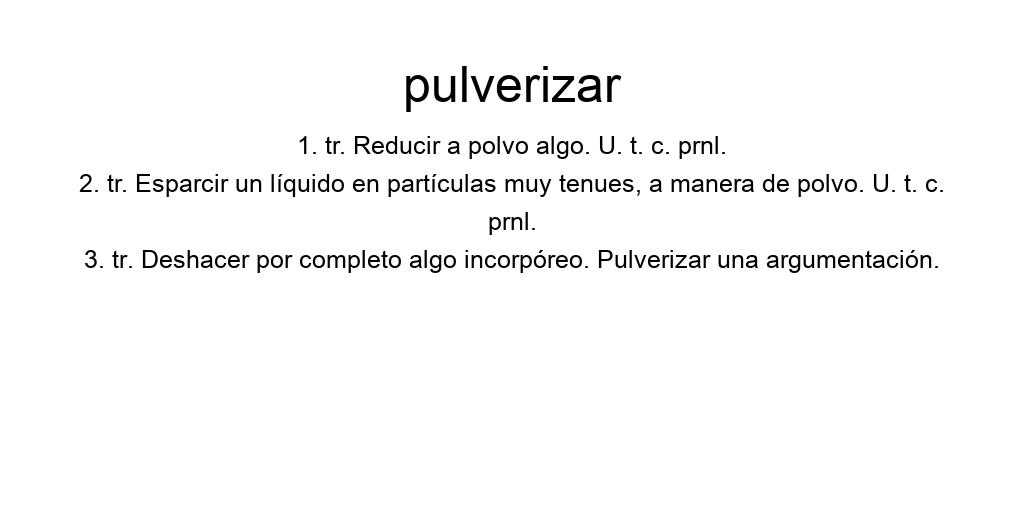 pulverizar
1. tr. Reducir a polvo algo. U. t. c. prnl.
2. tr. Esparcir un líquido en partículas muy tenues, a manera de polvo. U. t. c.
prnl.
3. tr. Deshacer por completo algo incorpóreo. Pulverizar una argumentación.